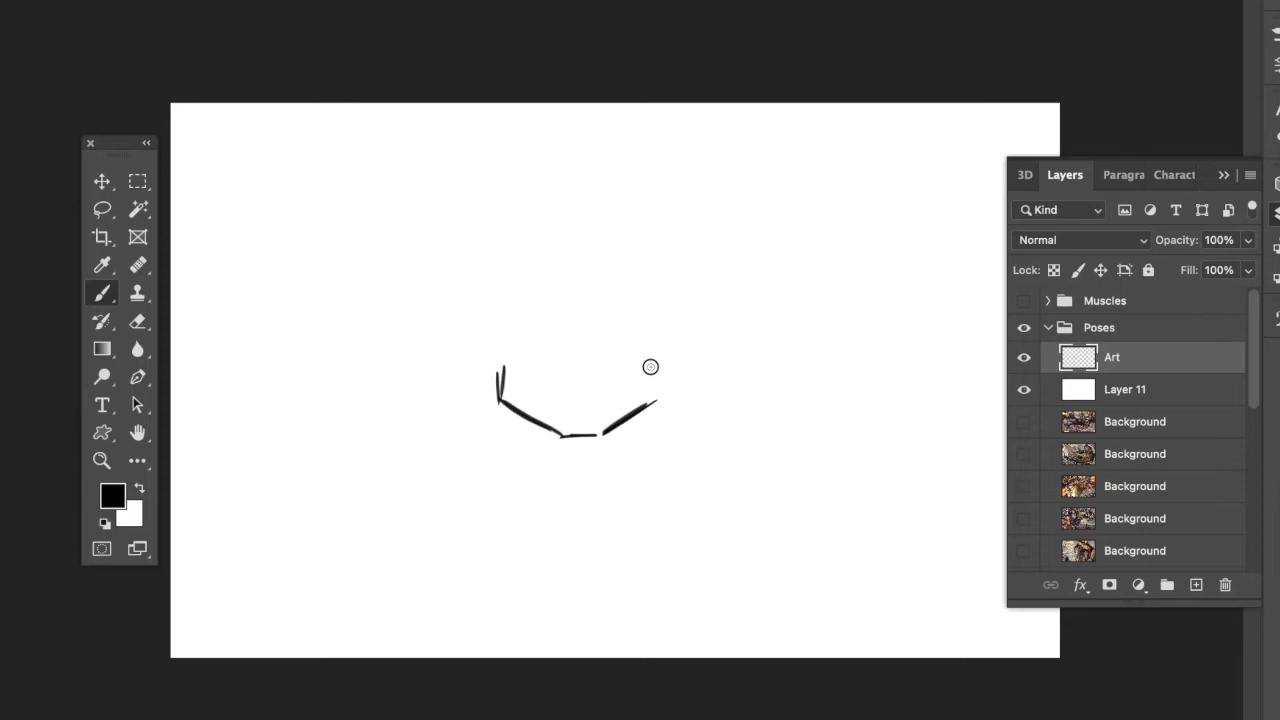 3D Layers Paragra Charact
Kind
Normal Opacity: 100%
Lock: Fill: 100%
Muscles
Poses
Art
Layer 11
Background
Background
Background
Background
Background